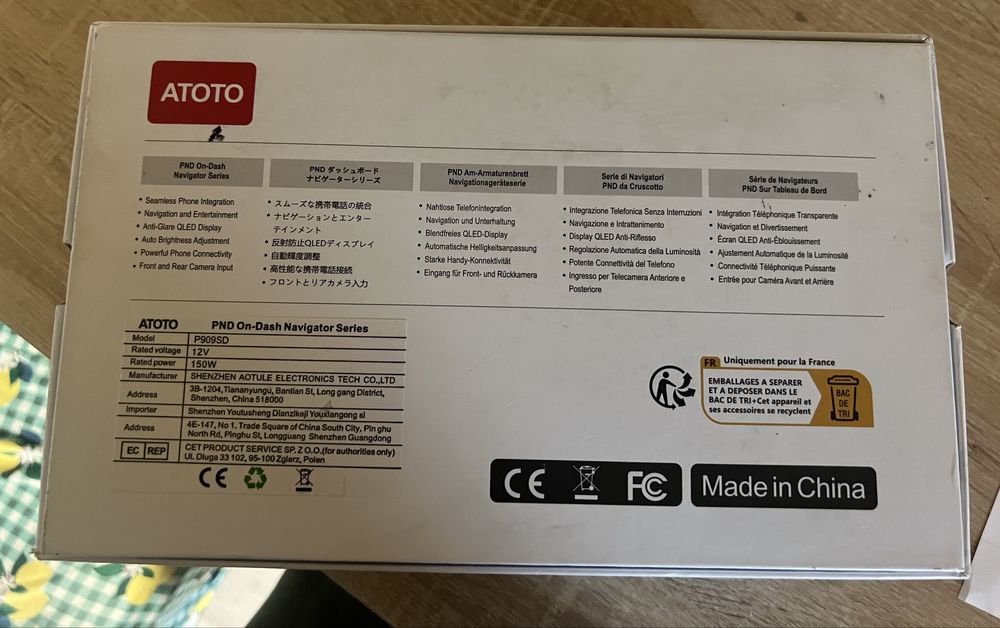 ATOTO
PND On-Dash
Navigator Series
• Seamless Phone Integration
• Navigation and Entertainment
• Anti-Glare QLED Display
• Auto Brightness Adjustment
• Powerful Phone Connectivity
• Front and Rear Camera Input
PND ダッシュボード
ナビゲーターシリーズ
• スムーズな携帯電話の統合
• ナビゲーションとエンター
テインメント
• 反射防止QLEDディスプレイ
• 自動輝度調整
• 高性能な携帯電話接続
• フロントとリアカメラ入力
PND Am-Armaturenbrett
Navigationsgeräteserie
• Nahtlose Telefonintegration
• Navigation und Unterhaltung
• Blendfreies QLED-Display
• Automatische Helligkeitsanpassung
• Starke Handy-Konnektivität
• Eingang für Front- und Rückkamera
Serie di Navigatori
PND da Cruscotto
• Integrazione Telefonica Senza Interruzioni
• Navigazione e Intrattenimento
• Display QLED Anti-Riflesso
• Regolazione Automatica della Luminosità
• Potente Connettività del Telefono
• Ingresso per Telecamera Anteriore e
Posteriore
Série de Navigateurs
PND Sur Tableau de Bord
• Intégration Téléphonique Transparente
• Navigation et Divertissement
• Écran QLED Anti-Éblouissement
• Ajustement Automatique de la Luminosité
• Connectivité Téléphonique Puissante
• Entrée pour Caméra Avant et Arrière
ATOTO PND On-Dash Navigator Series
Model P909SD
Rated voltage 12V
Rated power 150W
Manufacturer SHENZHEN AOTULE ELECTRONICS TECH CO.,LTD
Address 3B-1204,Tiananyungu, Bantian St, Long gang District,
Shenzhen, China 518000
Importer Shenzhen Youtusheng Dianzikeji Youxiangong si
Address 4E-147, No 1. Trade Square of China South City, Ping hu
North Rd, Pinghu St, Longguang Shenzhen Guangdong
EC REP CET PRODUCT SERVICE SP. Z O.O.(for authorities only)
Ul. Dluga 33 102, 95-100 Zgierz, Polen
CE
FR Uniquement pour la France
EMBALLAGES A SEPARER
ET A DEPOSER DANS LE
BAC DE TRI+Cet appareil et
ses accessoires se recyclent
BAC
DE
TRI
CE FC
Made in China